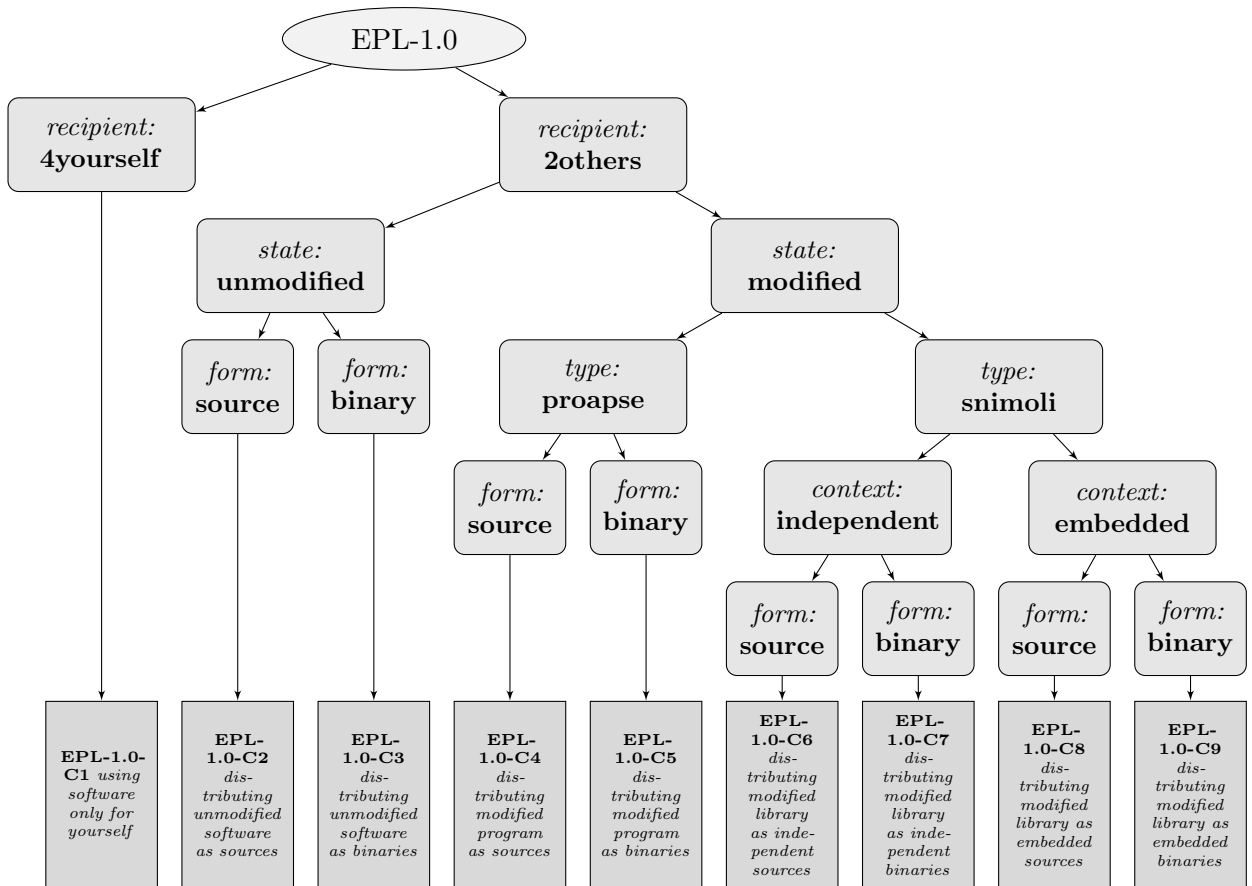 EPL-1.0
recipient:
4yourself
recipient:
2others
state:
unmodified
state:
modified
form:
source
form:
binary
type:
proapse
type:
snimoli
form:
source
form:
binary
context:
independent
context:
embedded
form:
source
form:
binary
form:
source
form:
binary
EPL-1.0-
C1 using
software
only for
yourself
EPL-
1.0-C2
dis-
tributing
unmodified
software
as sources
EPL-
1.0-C3
dis-
tributing
unmodified
software
as binaries
EPL-
1.0-C4
dis-
tributing
modified
program
as sources
EPL-
1.0-C5
dis-
tributing
modified
program
as binaries
EPL-
1.0-C6
dis-
tributing
modified
library
as inde-
pendent
sources
EPL-
1.0-C7
dis-
tributing
modified
library
as inde-
pendent
binaries
EPL-
1.0-C8
dis-
tributing
modified
library as
embedded
sources
EPL-
1.0-C9
dis-
tributing
modified
library as
embedded
binaries